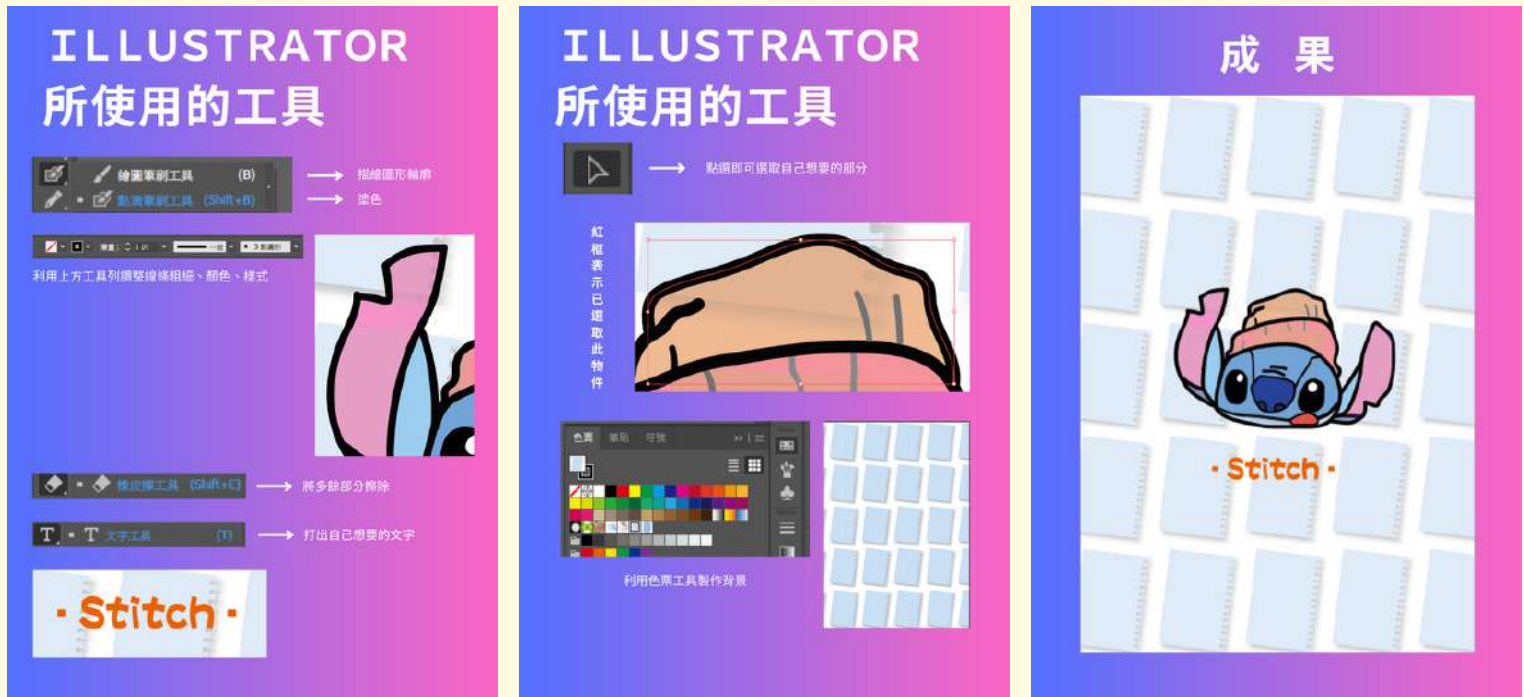 ILLUSTRATOR
所使用的工具
繪圖筆刷工具 (B)
描繪圖形輪廓
點滴筆刷工具 (Shift+B)
塗色
利用上方工具列調整線條粗細、顏色、樣式
橡皮擦工具 (Shift+E)
將多餘部分擦除
T T 文字工具 (T)
打出自己想要的文字
· Stitch ·
ILLUSTRATOR
所使用的工具
點選即可選取自己想要的部分
紅框表示已選取此物件
色票 筆刷 符號
利用色票工具製作背景
成果
· Stitch ·